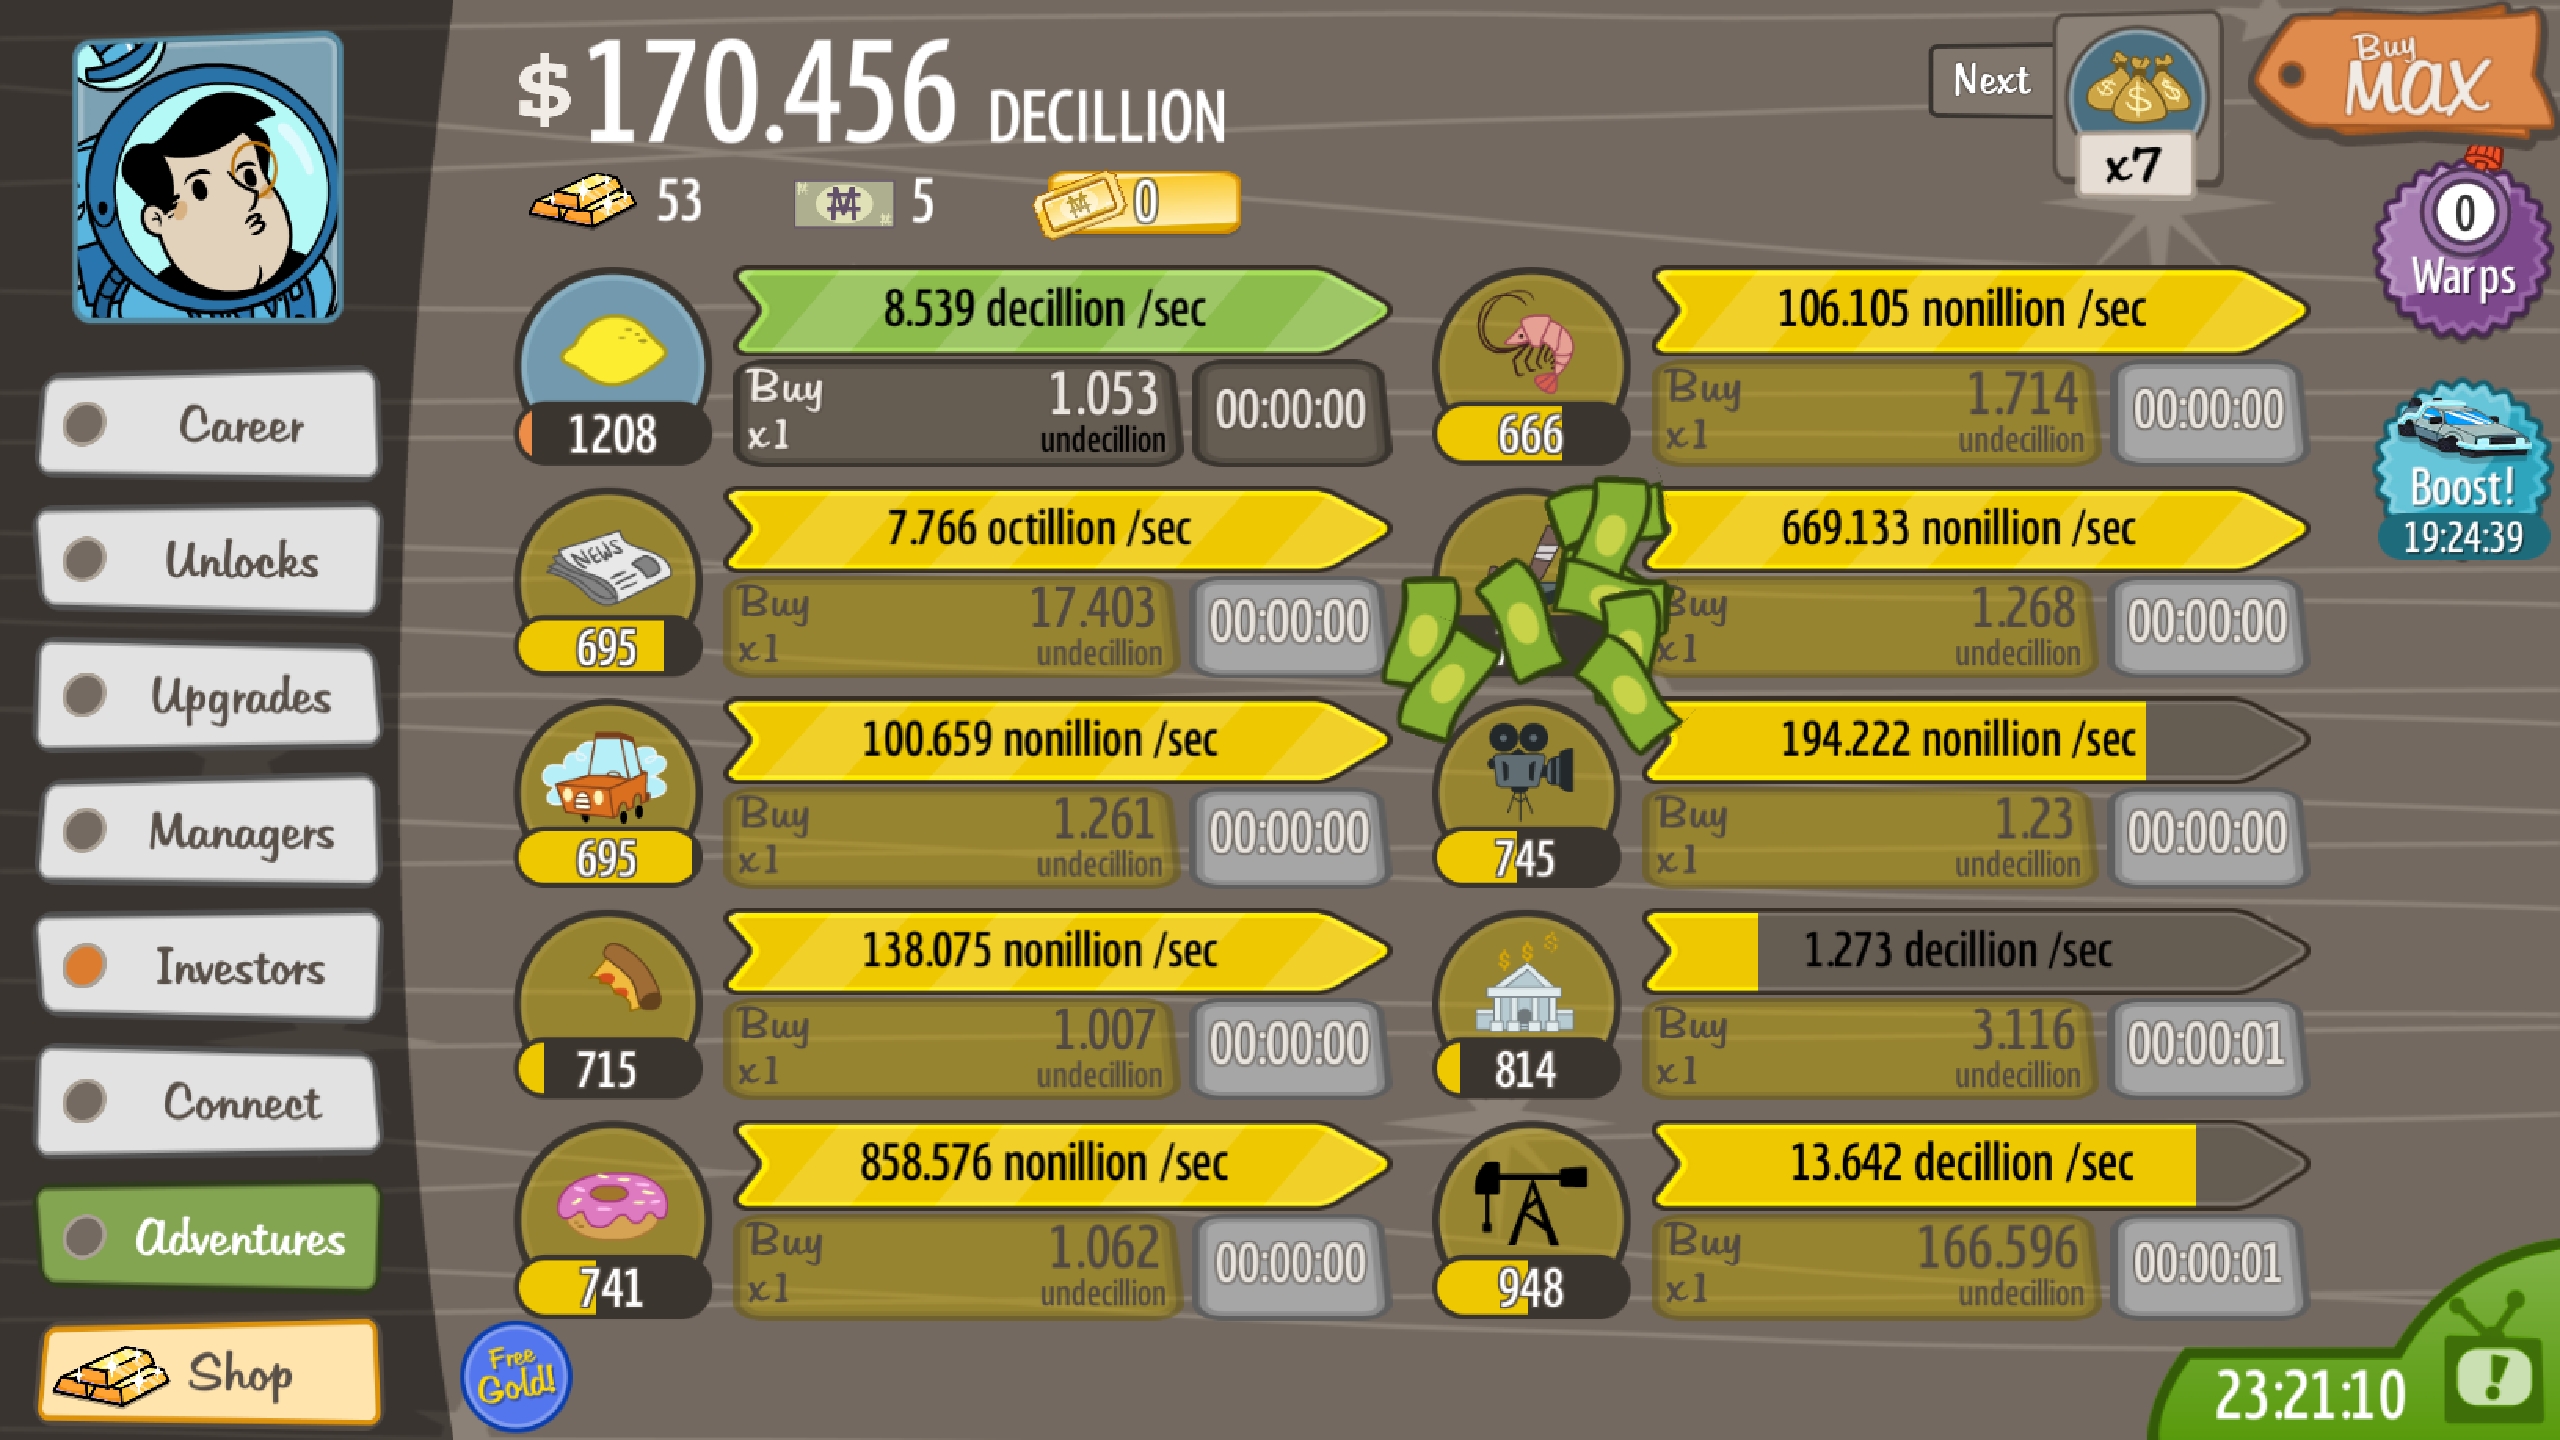 $170.456 DECILLION
53
5
0
Next
x7
Buy
MAX
0
Warps
Boost!
19:24:39
Career
Unlocks
Upgrades
Managers
Investors
Connect
Adventures
Shop
8.539 decillion /sec
Buy 1.053
x1 undecillion
00:00:00
1208
106.105 nonillion /sec
Buy 1.714
x1 undecillion
00:00:00
666
NEWS
7.766 octillion /sec
Buy 17.403
x1 undecillion
00:00:00
695
669.133 nonillion /sec
Buy 1.268
x1 undecillion
00:00:00
100.659 nonillion /sec
Buy 1.261
x1 undecillion
00:00:00
695
194.222 nonillion /sec
Buy 1.23
x1 undecillion
00:00:00
745
138.075 nonillion /sec
Buy 1.007
x1 undecillion
00:00:00
715
1.273 decillion /sec
Buy 3.116
x1 undecillion
00:00:01
814
858.576 nonillion /sec
Buy 1.062
x1 undecillion
00:00:00
741
13.642 decillion /sec
Buy 166.596
x1 undecillion
00:00:01
948
Free
Gold!
23:21:10
!